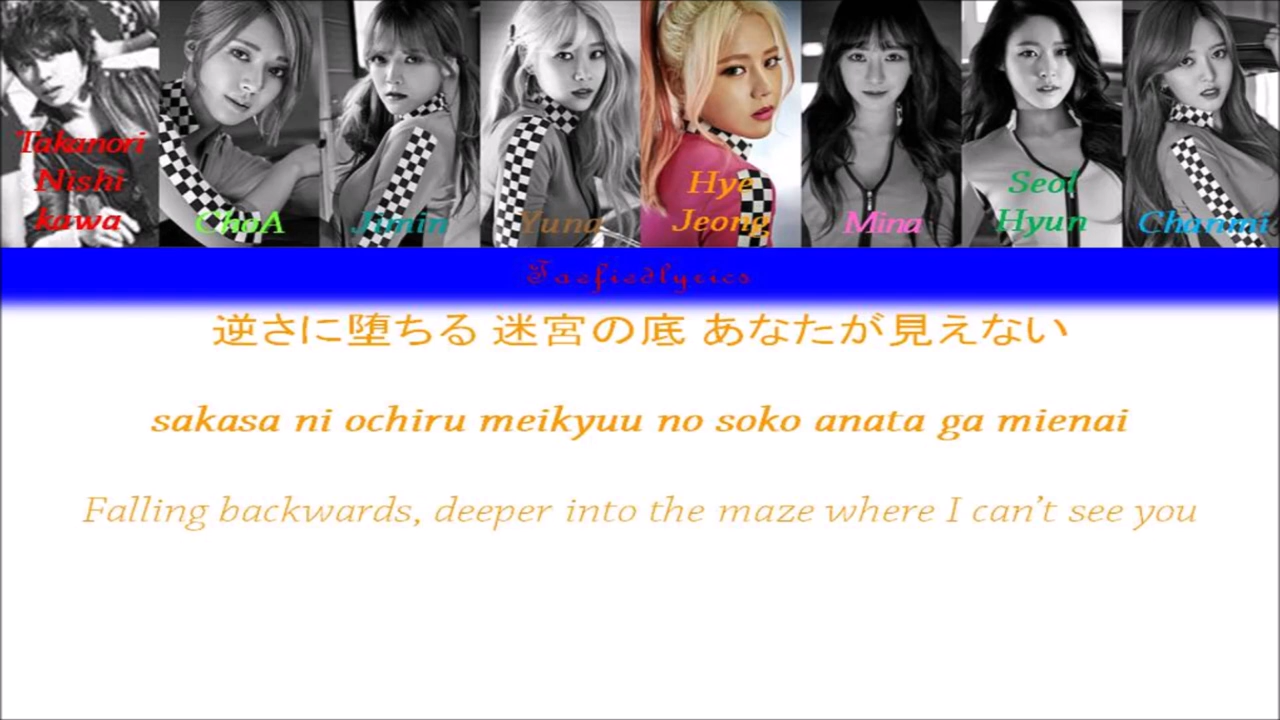 Takanori
Nishi
kawa
ChoA
Jimin
Yuna
Hye
Jeong
Mina
Seol
Hyun
Chanmi
Taefiedlyrics
逆さに堕ちる 迷宮の底 あなたが見えない
sakasa ni ochiru meikyuu no soko anata ga mienai
Falling backwards, deeper into the maze where I can't see you